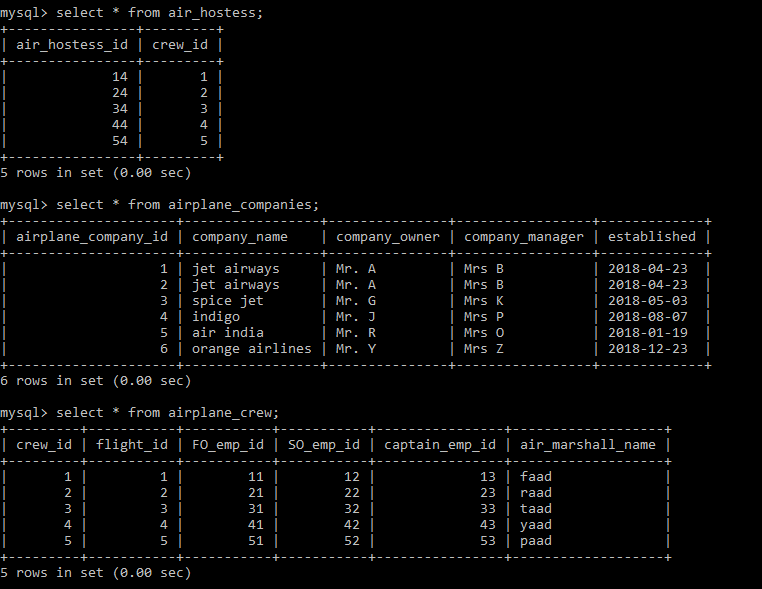 mysql> select * from air_hostess;
+----------------+---------+
| air_hostess_id | crew_id |
+----------------+---------+
|             14 |       1 |
|             24 |       2 |
|             34 |       3 |
|             44 |       4 |
|             54 |       5 |
+----------------+---------+
5 rows in set (0.00 sec)

mysql> select * from airplane_companies;
+---------------------+-----------------+---------------+-----------------+-------------+
| airplane_company_id | company_name    | company_owner | company_manager | established |
+---------------------+-----------------+---------------+-----------------+-------------+
|                   1 | jet airways     | Mr. A         | Mrs B           | 2018-04-23  |
|                   2 | jet airways     | Mr. A         | Mrs B           | 2018-04-23  |
|                   3 | spice jet       | Mr. G         | Mrs K           | 2018-05-03  |
|                   4 | indigo          | Mr. J         | Mrs P           | 2018-08-07  |
|                   5 | air india       | Mr. R         | Mrs O           | 2018-01-19  |
|                   6 | orange airlines | Mr. Y         | Mrs Z           | 2018-12-23  |
+---------------------+-----------------+---------------+-----------------+-------------+
6 rows in set (0.00 sec)

mysql> select * from airplane_crew;
+---------+-----------+-----------+-----------+----------------+-------------------+
| crew_id | flight_id | FO_emp_id | SO_emp_id | captain_emp_id | air_marshall_name |
+---------+-----------+-----------+-----------+----------------+-------------------+
|       1 |         1 |        11 |        12 |             13 | faad              |
|       2 |         2 |        21 |        22 |             23 | raad              |
|       3 |         3 |        31 |        32 |             33 | taad              |
|       4 |         4 |        41 |        42 |             43 | yaad              |
|       5 |         5 |        51 |        52 |             53 | paad              |
+---------+-----------+-----------+-----------+----------------+-------------------+
5 rows in set (0.00 sec)